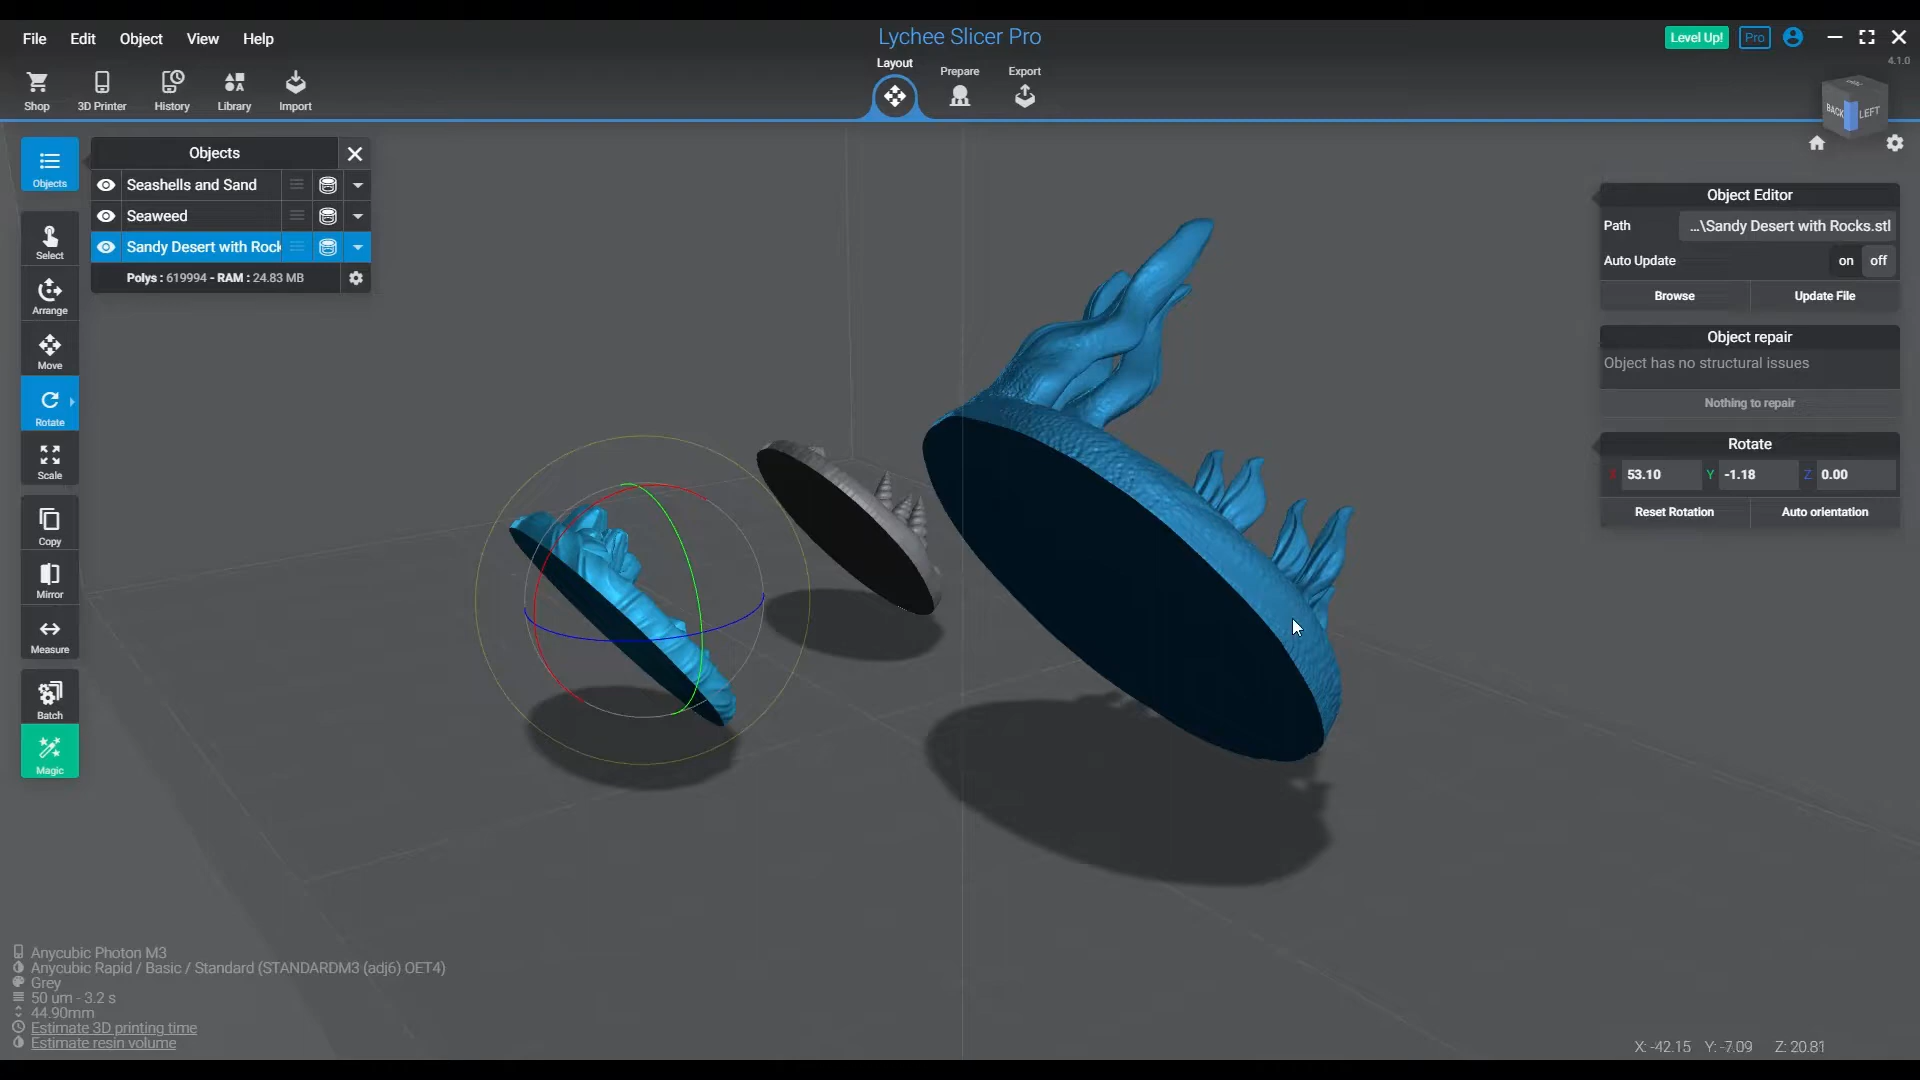 File Edit Object View Help
Lychee Slicer Pro
Level Up! Pro
4.1.0
Shop 3D Printer History Library Import
Layout Prepare Export
BACK LEFT
Objects
Objects
Seashells and Sand
Seaweed
Sandy Desert with Rock
Polys : 619994 - RAM : 24.83 MB
Select
Arrange
Move
Rotate
Scale
Copy
Mirror
Measure
Batch
Magic
Object Editor
Path ...\Sandy Desert with Rocks.stl
Auto Update on off
Browse Update File
Object repair
Object has no structural issues
Nothing to repair
Rotate
X 53.10 Y -1.18 Z 0.00
Reset Rotation Auto orientation
Anycubic Photon M3
Anycubic Rapid / Basic / Standard (STANDARDM3 (adj6) OET4)
Grey
50 um - 3.2 s
44.90mm
Estimate 3D printing time
Estimate resin volume
X: -42.15 Y: -7.09 Z: 20.81